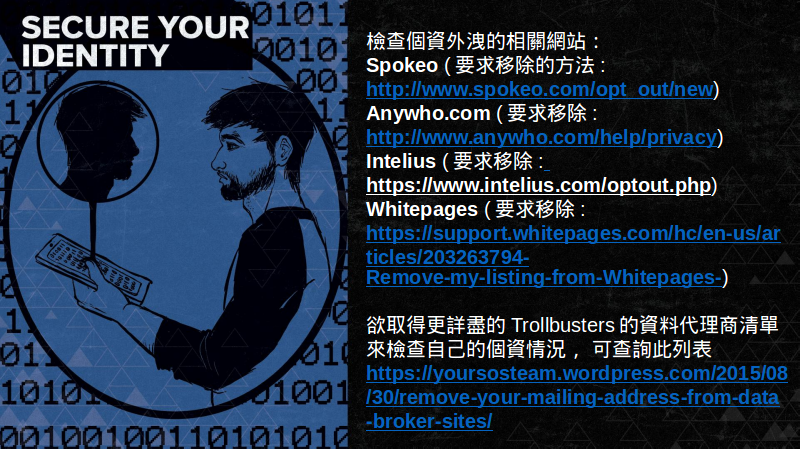 SECURE YOUR
IDENTITY
檢查個資外洩的相關網站：
Spokeo ( 要求移除的方法 :
http://www.spokeo.com/opt_out/new)
Anywho.com ( 要求移除 :
http://www.anywho.com/help/privacy)
Intelius ( 要求移除 :
https://www.intelius.com/optout.php)
Whitepages ( 要求移除 :
https://support.whitepages.com/hc/en-us/ar
ticles/203263794-
Remove-my-listing-from-Whitepages-)
欲取得更詳盡的 Trollbusters 的資料代理商清單
來檢查自己的個資情況， 可查詢此列表
https://yoursosteam.wordpress.com/2015/08
/30/remove-your-mailing-address-from-data
-broker-sites/